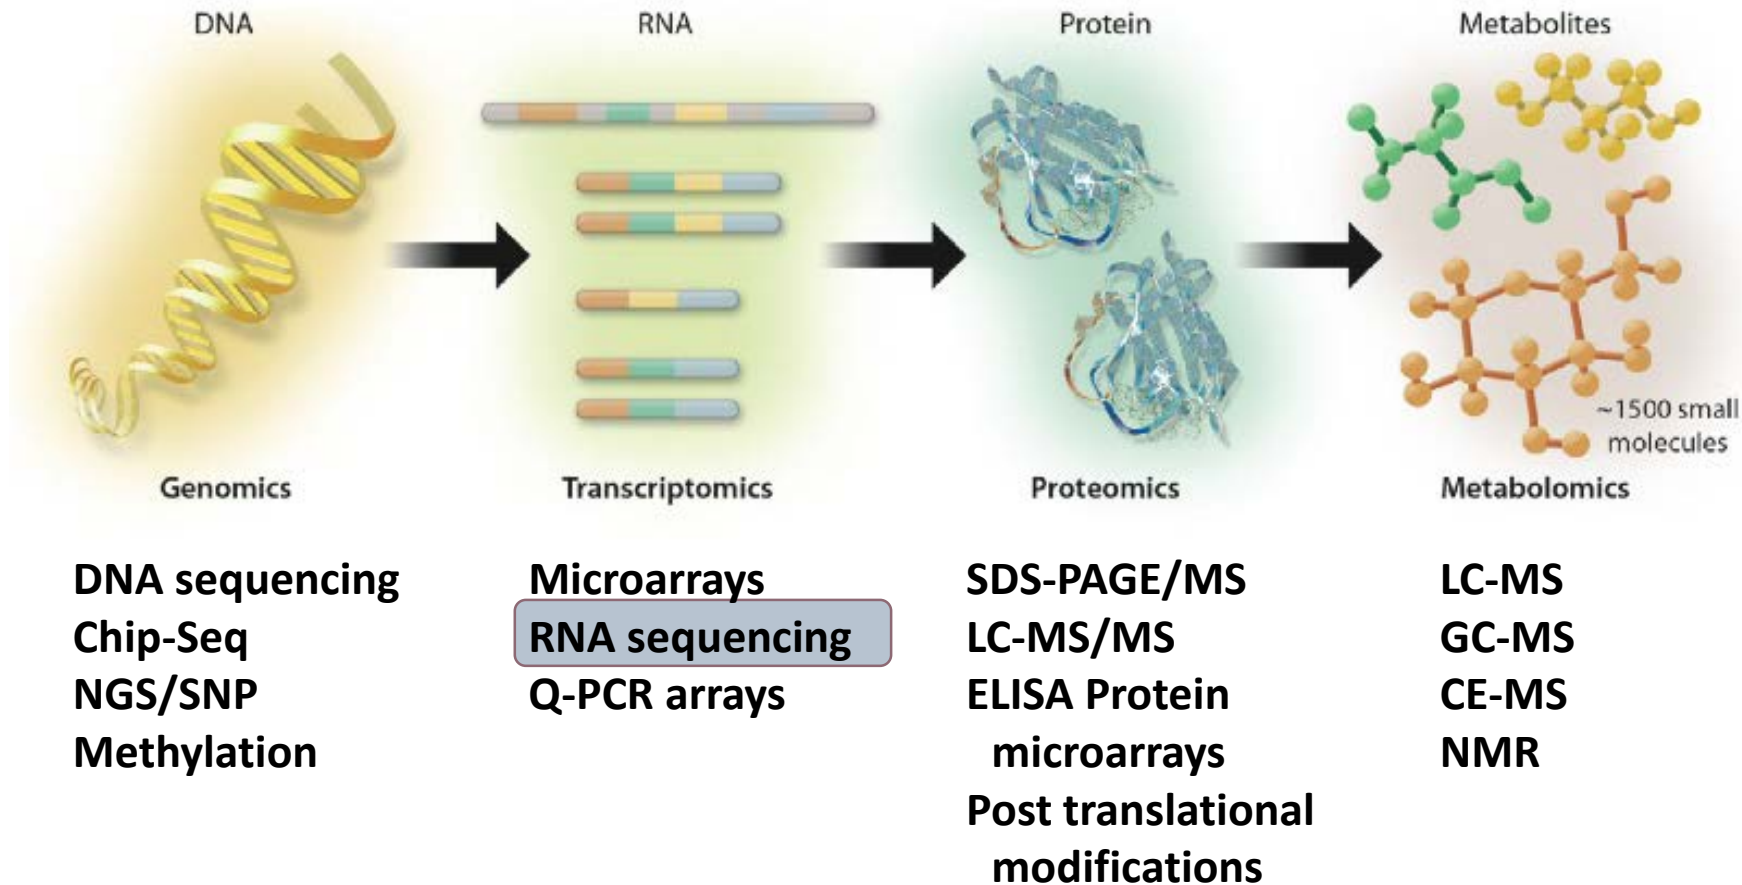 DNA
RNA
Protein
Metabolites
~1500 small
molecules
Genomics
Transcriptomics
Proteomics
Metabolomics
DNA sequencing
Chip-Seq
NGS/SNP
Methylation
Microarrays
RNA sequencing
Q-PCR arrays
SDS-PAGE/MS
LC-MS/MS
ELISA Protein
microarrays
Post translational
modifications
LC-MS
GC-MS
CE-MS
NMR